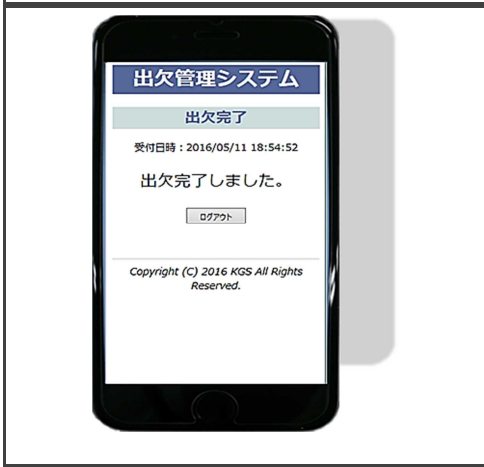 出欠管理システム
出欠完了
受付日時：2016/05/11 18:54:52
出欠完了しました。
ログアウト
Copyright (C) 2016 KGS All Rights
Reserved.